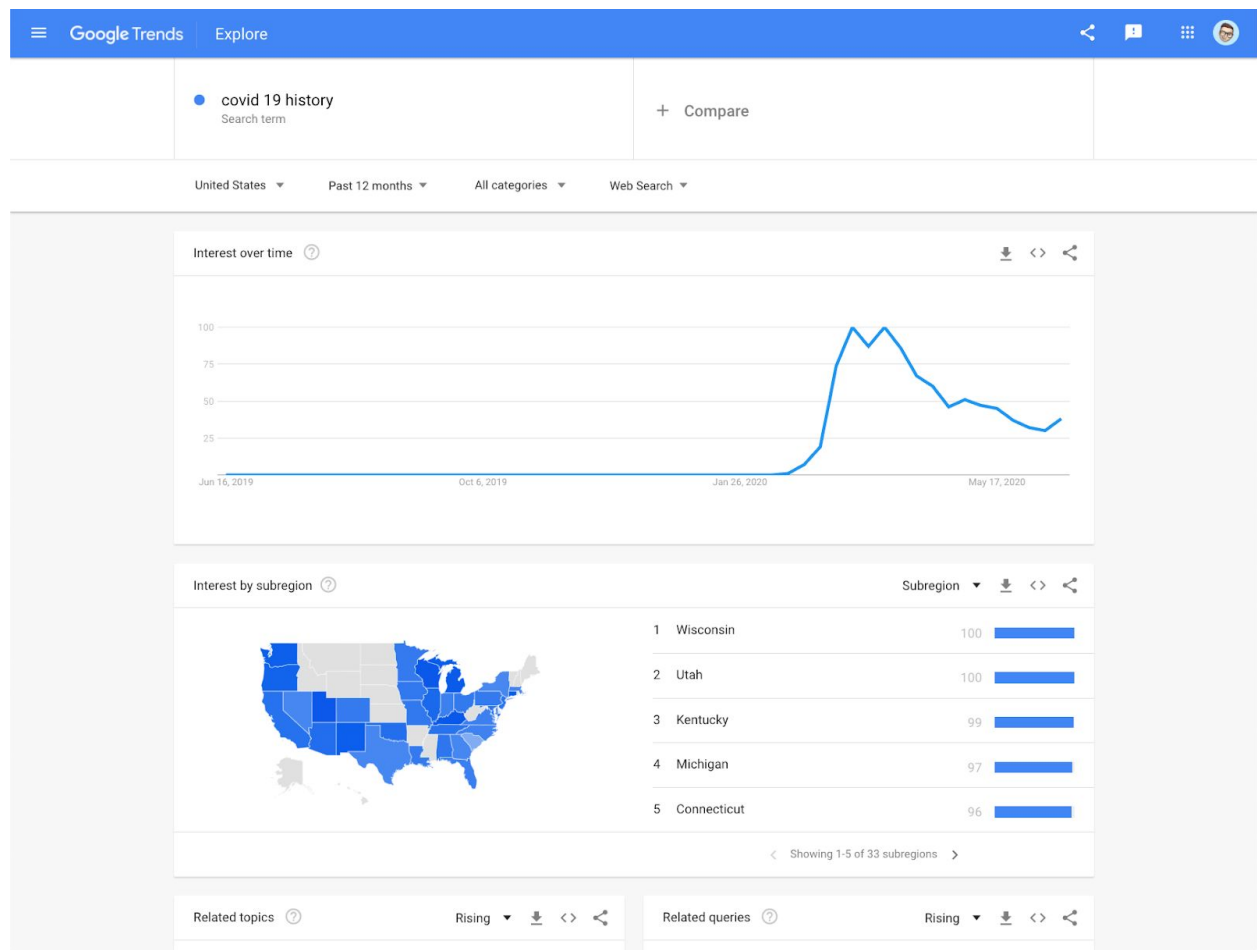 Google Trends Explore
covid 19 history
Search term
+ Compare
United States Past 12 months All categories Web Search
Interest over time
100
75
50
25
Jun 16, 2019 Oct 6, 2019 Jan 26, 2020 May 17, 2020
Interest by subregion Subregion
1 Wisconsin 100
2 Utah 100
3 Kentucky 99
4 Michigan 97
5 Connecticut 96
Showing 1-5 of 33 subregions
Related topics Rising Related queries Rising